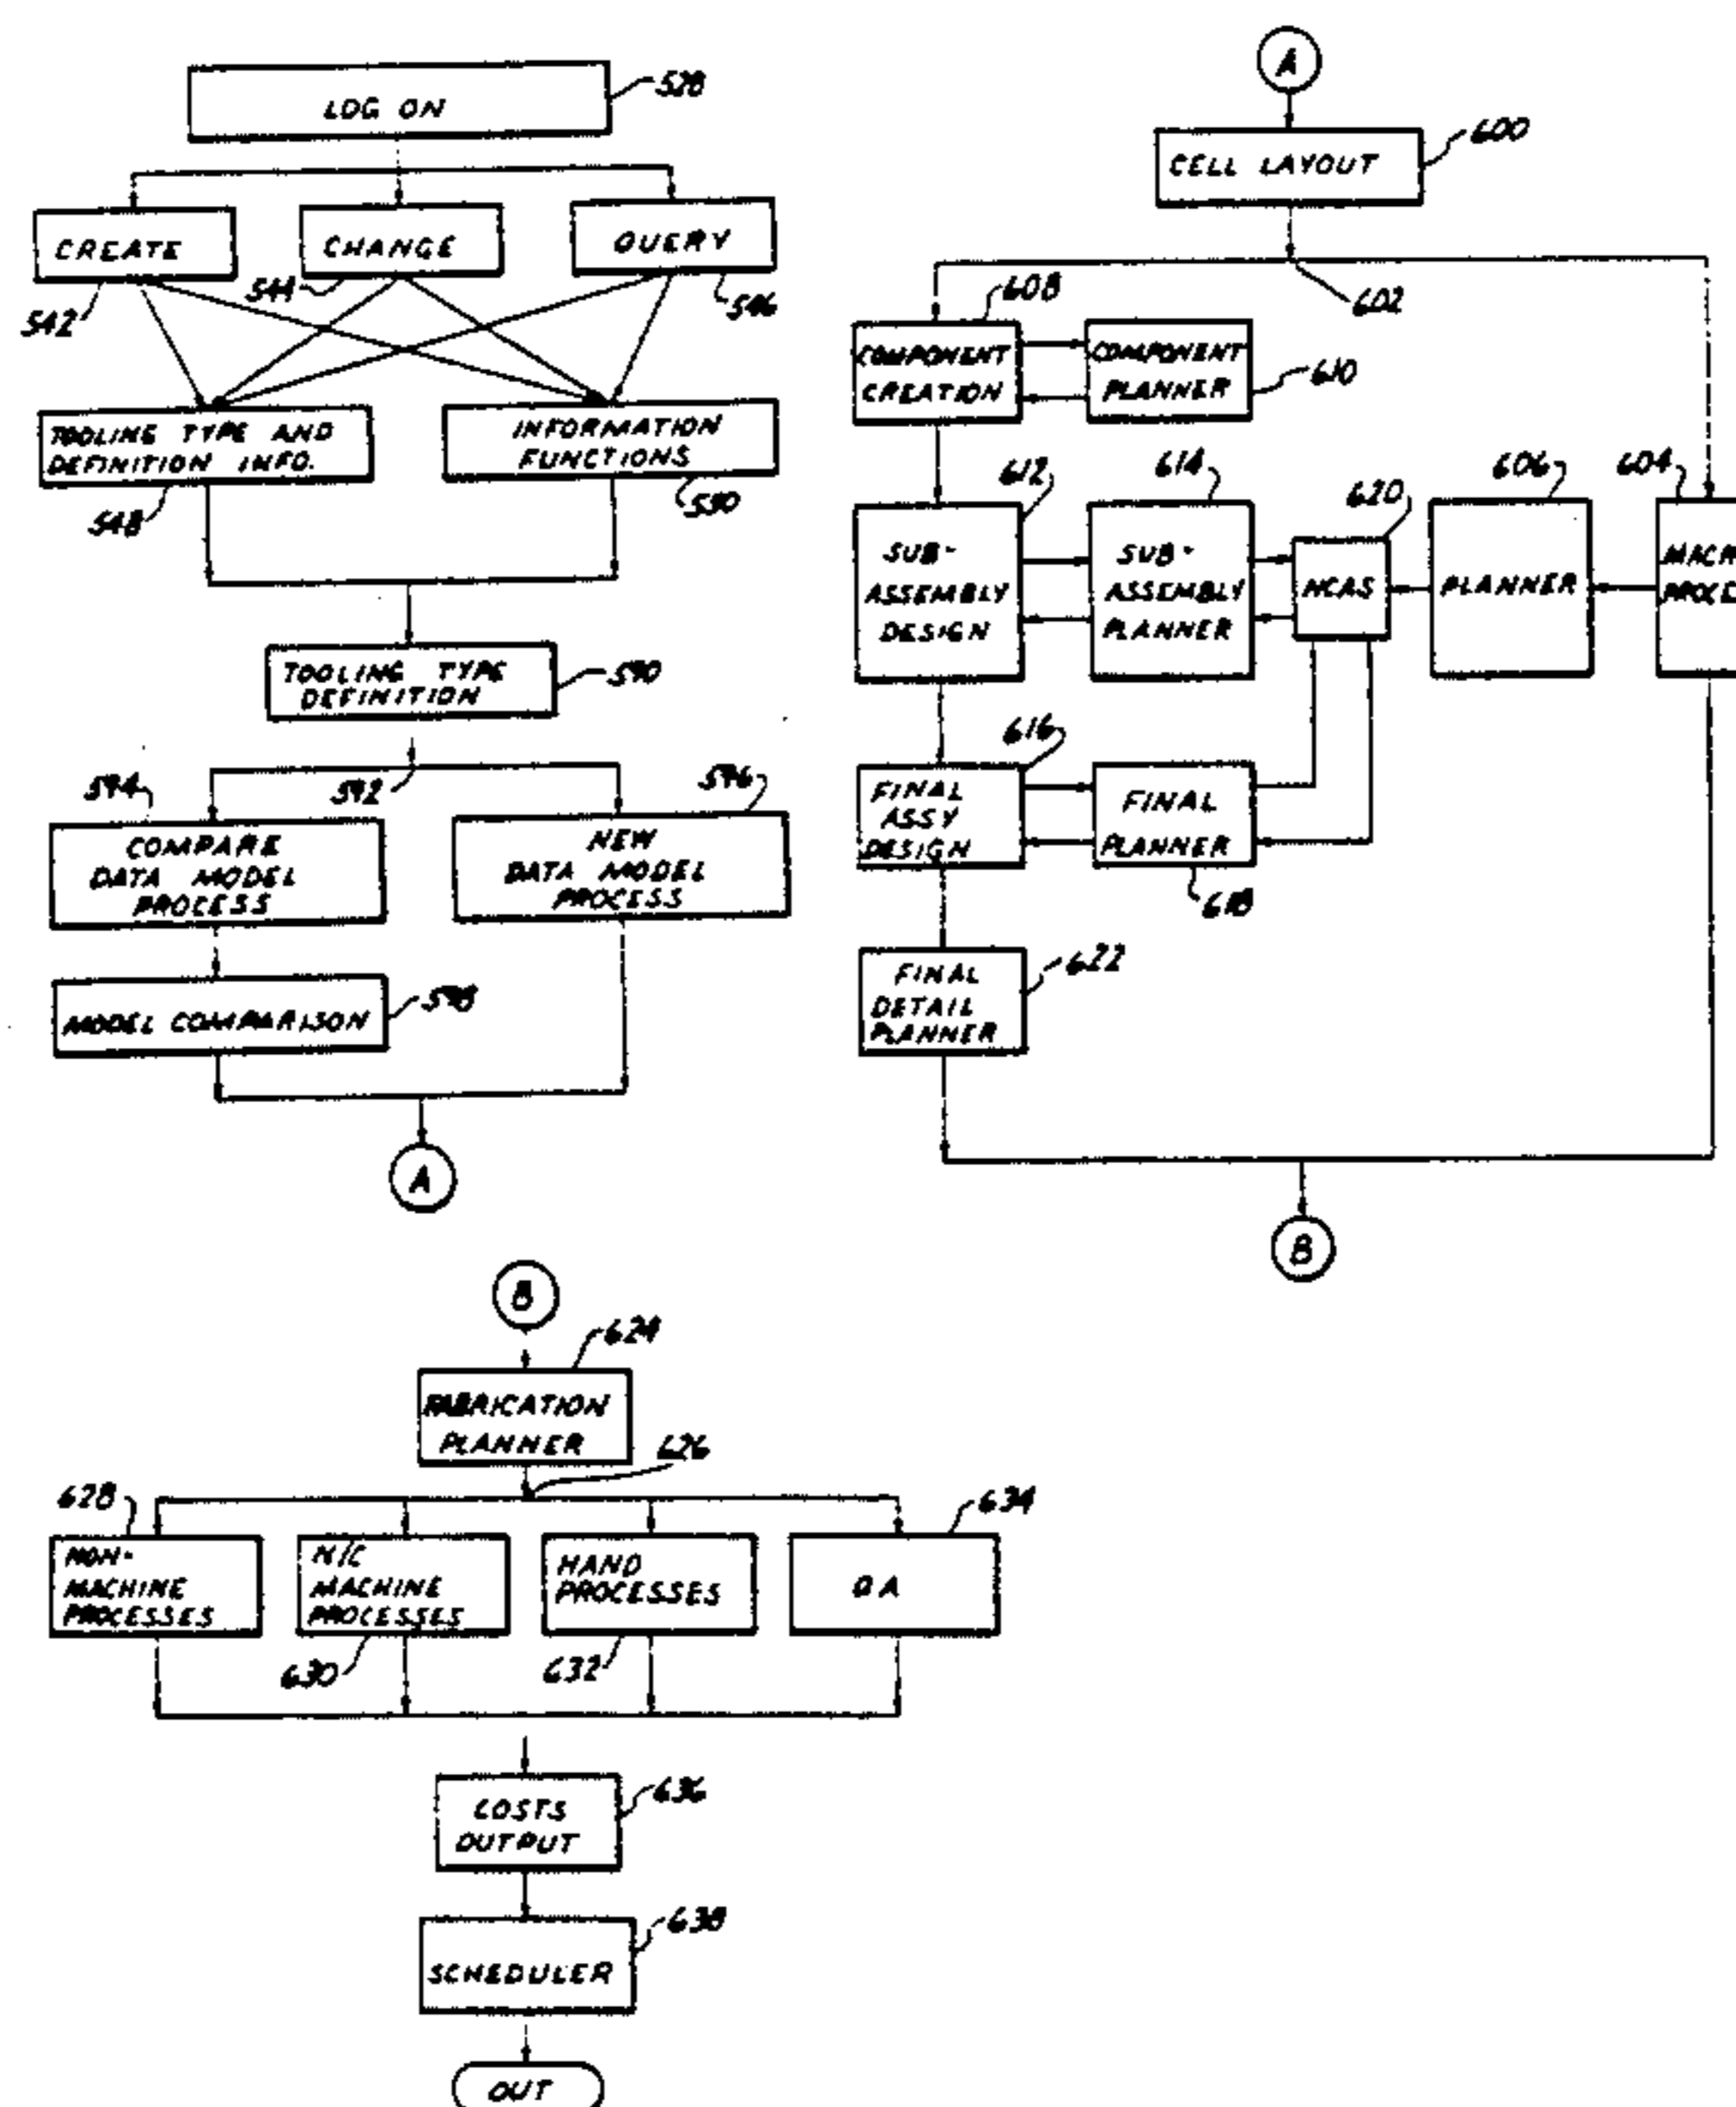 LOG ON
528
CREATE
CHANGE
QUERY
542
544
546
TOOLING TYPE AND
DEFINITION INFO.
INFORMATION
FUNCTIONS
548
550
TOOLING TYPE
DEFINITION
590
592
594
596
COMPARE
DATA MODEL
PROCESS
NEW
DATA MODEL
PROCESS
MODEL COMPARISON
598
A
A
CELL LAYOUT
600
602
608
COMPONENT
CREATION
COMPONENT
PLANNER
610
612
614
620
606
604
SUB-
ASSEMBLY
DESIGN
SUB-
ASSEMBLY
PLANNER
NCAS
PLANNER
616
FINAL
ASSY
DESIGN
FINAL
PLANNER
618
FINAL
DETAIL
PLANNER
622
B
B
624
FABRICATION
PLANNER
626
628
NON-
MACHINE
PROCESSES
N/C
MACHINE
PROCESSES
630
HAND
PROCESSES
632
QA
634
COSTS
OUTPUT
636
SCHEDULER
638
OUT